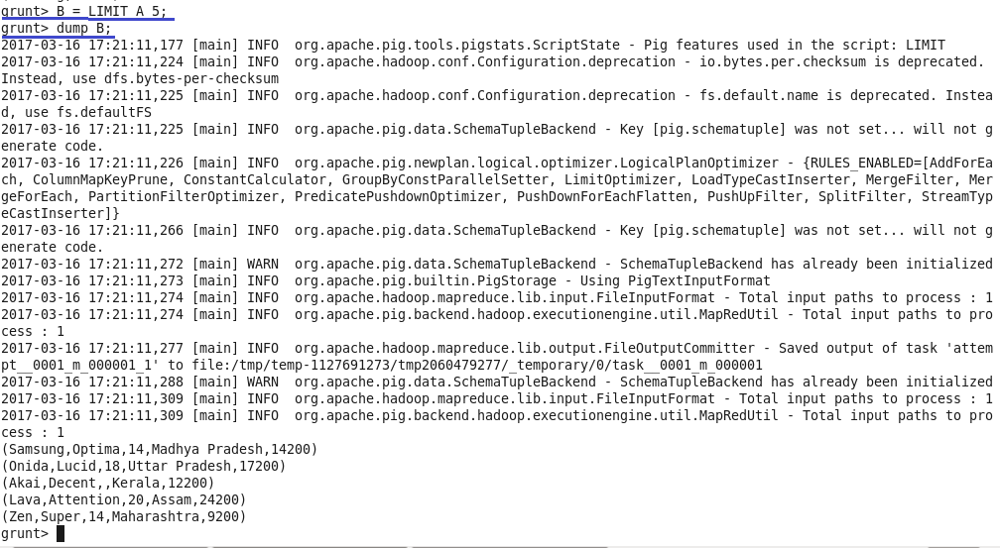 grunt> B = LIMIT A 5;
grunt> dump B;
2017-03-16 17:21:11,177 [main] INFO  org.apache.pig.tools.pigstats.ScriptState - Pig features used in the script: LIMIT
2017-03-16 17:21:11,224 [main] INFO  org.apache.hadoop.conf.Configuration.deprecation - io.bytes.per.checksum is deprecated.
Instead, use dfs.bytes-per-checksum
2017-03-16 17:21:11,225 [main] INFO  org.apache.hadoop.conf.Configuration.deprecation - fs.default.name is deprecated. Instea
d, use fs.defaultFS
2017-03-16 17:21:11,225 [main] INFO  org.apache.pig.data.SchemaTupleBackend - Key [pig.schematuple] was not set... will not g
enerate code.
2017-03-16 17:21:11,226 [main] INFO  org.apache.pig.newplan.logical.optimizer.LogicalPlanOptimizer - {RULES_ENABLED=[AddForEa
ch, ColumnMapKeyPrune, ConstantCalculator, GroupByConstParallelSetter, LimitOptimizer, LoadTypeCastInserter, MergeFilter, Mer
geForEach, PartitionFilterOptimizer, PredicatePushdownOptimizer, PushDownForEachFlatten, PushUpFilter, SplitFilter, StreamTyp
eCastInserter]}
2017-03-16 17:21:11,266 [main] INFO  org.apache.pig.data.SchemaTupleBackend - Key [pig.schematuple] was not set... will not g
enerate code.
2017-03-16 17:21:11,272 [main] WARN  org.apache.pig.data.SchemaTupleBackend - SchemaTupleBackend has already been initialized
2017-03-16 17:21:11,273 [main] INFO  org.apache.pig.builtin.PigStorage - Using PigTextInputFormat
2017-03-16 17:21:11,274 [main] INFO  org.apache.hadoop.mapreduce.lib.input.FileInputFormat - Total input paths to process : 1
2017-03-16 17:21:11,274 [main] INFO  org.apache.pig.backend.hadoop.executionengine.util.MapRedUtil - Total input paths to pro
cess : 1
2017-03-16 17:21:11,277 [main] INFO  org.apache.hadoop.mapreduce.lib.output.FileOutputCommitter - Saved output of task 'attem
pt__0001_m_000001_1' to file:/tmp/temp-1127691273/tmp2060479277/_temporary/0/task__0001_m_000001
2017-03-16 17:21:11,288 [main] WARN  org.apache.pig.data.SchemaTupleBackend - SchemaTupleBackend has already been initialized
2017-03-16 17:21:11,309 [main] INFO  org.apache.hadoop.mapreduce.lib.input.FileInputFormat - Total input paths to process : 1
2017-03-16 17:21:11,309 [main] INFO  org.apache.pig.backend.hadoop.executionengine.util.MapRedUtil - Total input paths to pro
cess : 1
(Samsung,Optima,14,Madhya Pradesh,14200)
(Onida,Lucid,18,Uttar Pradesh,17200)
(Akai,Decent,,Kerala,12200)
(Lava,Attention,20,Assam,24200)
(Zen,Super,14,Maharashtra,9200)
grunt>